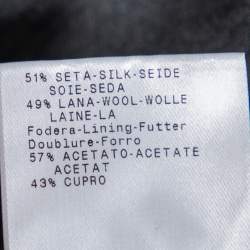 51% SETA-SILK-SEIDE
SOIE-SEDA
49% LANA-WOOL-WOLLE
LAINE-LA
Fodera-Lining-Futter
Doublure-Forro
57% ACETATO-ACETATE
ACETAT
43% CUPRO